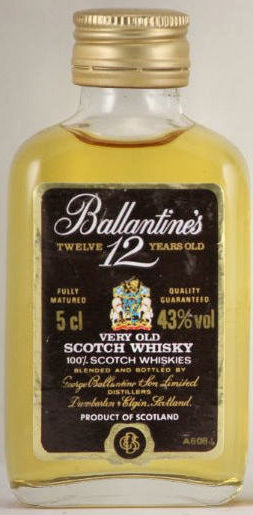 Ballantine's
TWELVE 12 YEARS OLD
FULLY MATURED
QUALITY GUARANTEED
5 cl
43% vol
VERY OLD
SCOTCH WHISKY
100% SCOTCH WHISKIES
BLENDED AND BOTTLED BY
George Ballantine & Son Limited
DISTILLERS
Dumbarton & Elgin, Scotland.
PRODUCT OF SCOTLAND